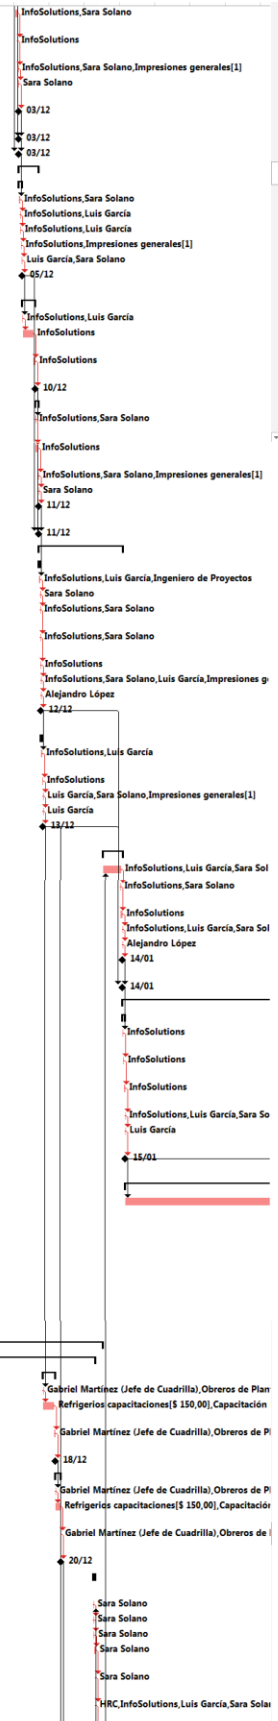 InfoSolutions,Sara Solano
InfoSolutions
InfoSolutions,Sara Solano,Impresiones generales[1]
Sara Solano
03/12
03/12
03/12
InfoSolutions,Sara Solano
InfoSolutions,Luis García
InfoSolutions,Luis García
InfoSolutions,Impresiones generales[1]
Luis García,Sara Solano
05/12
InfoSolutions,Luis García
InfoSolutions
InfoSolutions
10/12
InfoSolutions,Sara Solano
InfoSolutions
InfoSolutions,Sara Solano,Impresiones generales[1]
Sara Solano
11/12
11/12
InfoSolutions,Luis García,Ingeniero de Proyectos
Sara Solano
InfoSolutions,Sara Solano
InfoSolutions,Sara Solano
InfoSolutions
InfoSolutions,Sara Solano,Luis García,Impresiones g
Alejandro López
12/12
InfoSolutions,Luis García
InfoSolutions
Luis García,Sara Solano,Impresiones generales[1]
Luis García
13/12
InfoSolutions,Luis García,Sara Sol
InfoSolutions,Sara Solano
InfoSolutions
InfoSolutions,Luis García,Sara Sol
Alejandro López
14/01
14/01
InfoSolutions
InfoSolutions
InfoSolutions
InfoSolutions,Luis García,Sara So
Luis García
15/01
Gabriel Martínez (Jefe de Cuadrilla),Obreros de Plan
Refrigerios capacitaciones[$ 150,00],Capacitación
Gabriel Martínez (Jefe de Cuadrilla),Obreros de Pl
18/12
Gabriel Martínez (Jefe de Cuadrilla),Obreros de Pl
Refrigerios capacitaciones[$ 150,00],Capacitación
Gabriel Martínez (Jefe de Cuadrilla),Obreros de
20/12
Sara Solano
Sara Solano
Sara Solano
Sara Solano
Sara Solano
HRC,InfoSolutions,Luis García,Sara Solan